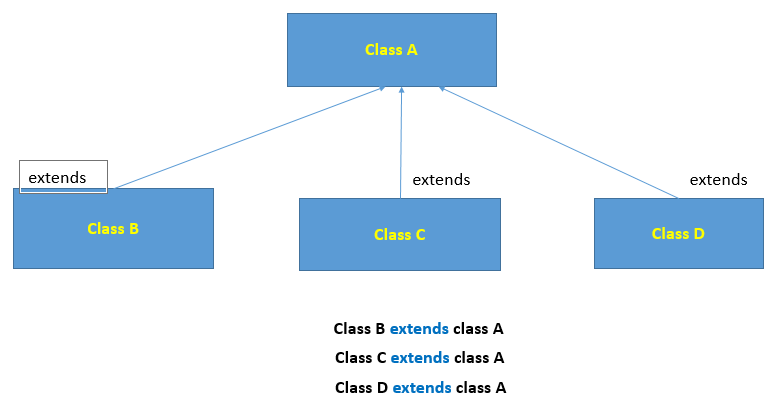 Class A
extends
extends
extends
Class B
Class C
Class D
Class B extends class A
Class C extends class A
Class D extends class A